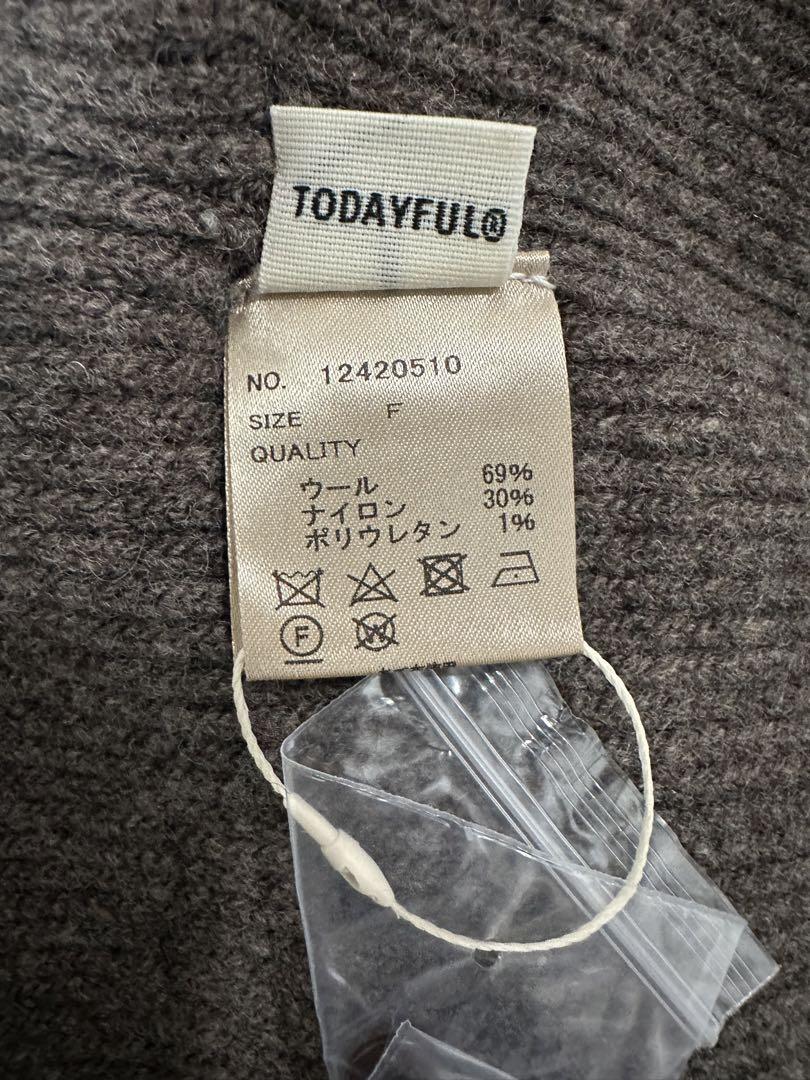 TODAYFUL®
NO. 12420510
SIZE F
QUALITY
ウール 69%
ナイロン 30%
ポリウレタン 1%
F
W